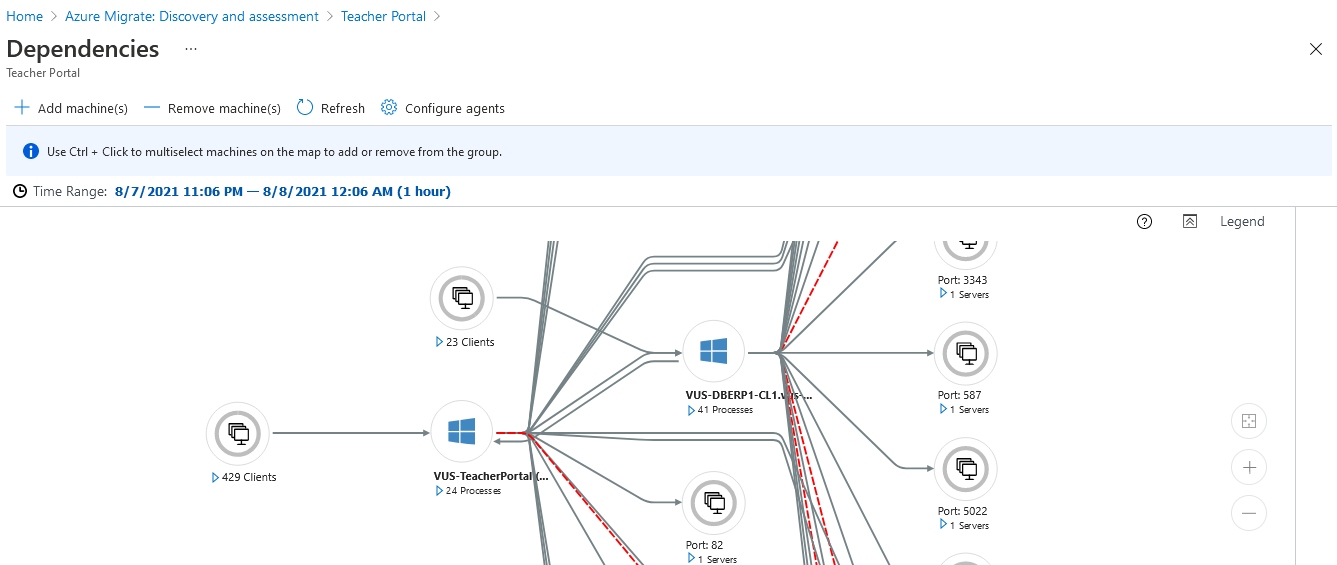 Home > Azure Migrate: Discovery and assessment > Teacher Portal >
Dependencies ...
Teacher Portal
Add machine(s) Remove machine(s) Refresh Configure agents
Use Ctrl + Click to multiselect machines on the map to add or remove from the group.
Time Range: 8/7/2021 11:06 PM — 8/8/2021 12:06 AM (1 hour)
Legend
Port: 3343
1 Servers
23 Clients
VUS-DBERP1-CL1.vus-...
41 Processes
Port: 587
1 Servers
429 Clients
VUS-TeacherPortal (...
24 Processes
Port: 5022
1 Servers
Port: 82
1 Servers